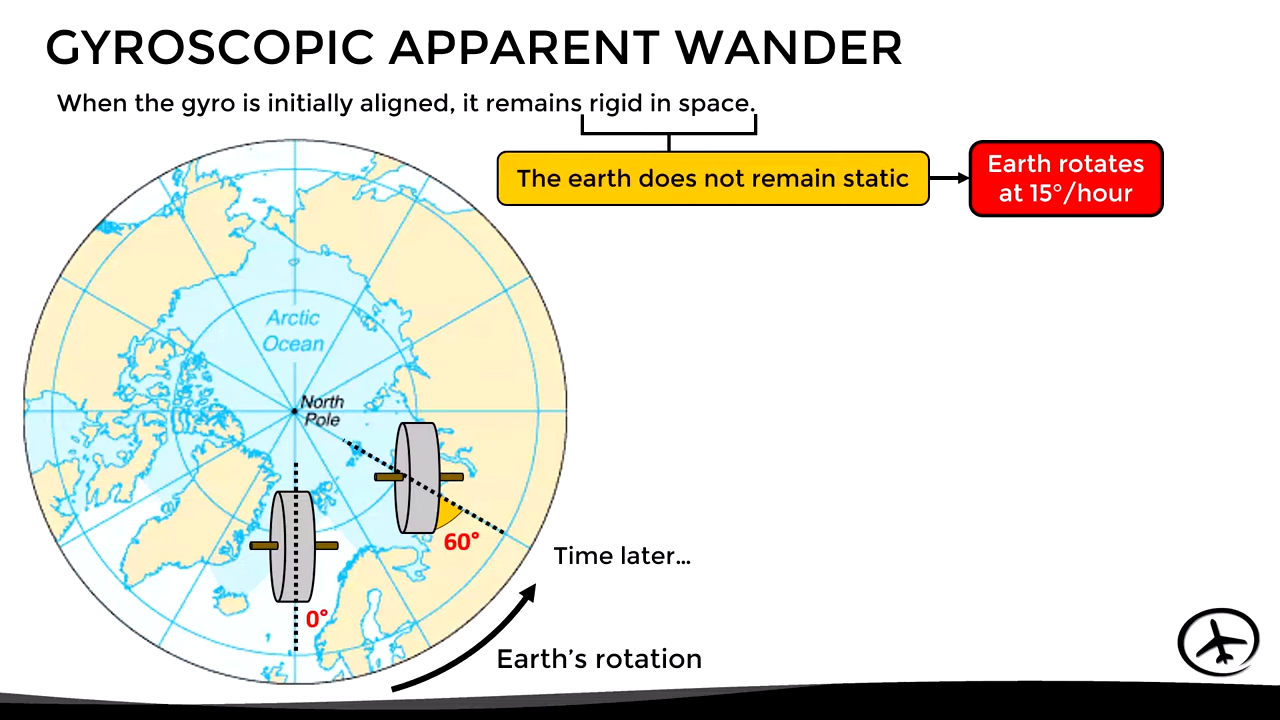 GYROSCOPIC APPARENT WANDER
When the gyro is initially aligned, it remains rigid in space.
The earth does not remain static
Earth rotates
at 15°/hour
Arctic
Ocean
North
Pole
60°
0°
Time later...
Earth's rotation